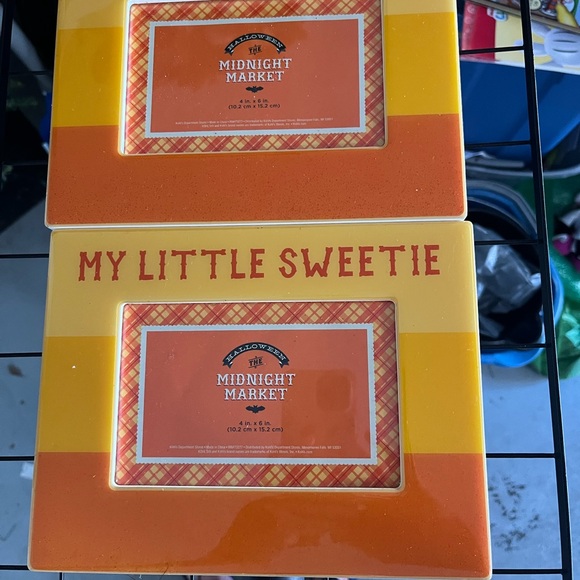 HALLOWEEN
THE
MIDNIGHT
MARKET
4 in. x 6 in.
(10.2 cm x 15.2 cm)
MY LITTLE SWEETIE
HALLOWEEN
THE
MIDNIGHT
MARKET
4 in. x 6 in.
(10.2 cm x 15.2 cm)